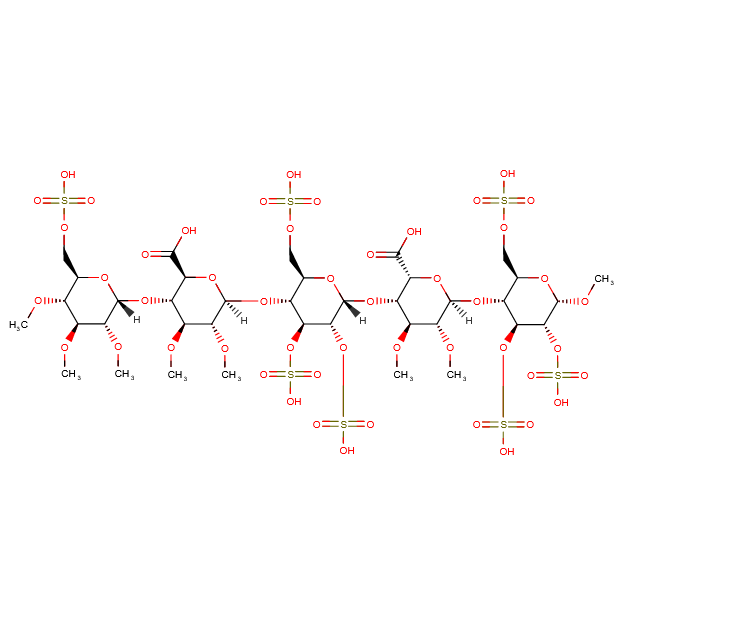 OH OH OH
O S O O S O O S O
O OH O OH O
O O
O O O O O CH₃
O O O O O O
H₃C H H H H
O O O O O O O O O O
CH₃ CH₃ CH₃ CH₃ O S O CH₃ CH₃ O S O
OH OH
O S O O S O
OH OH